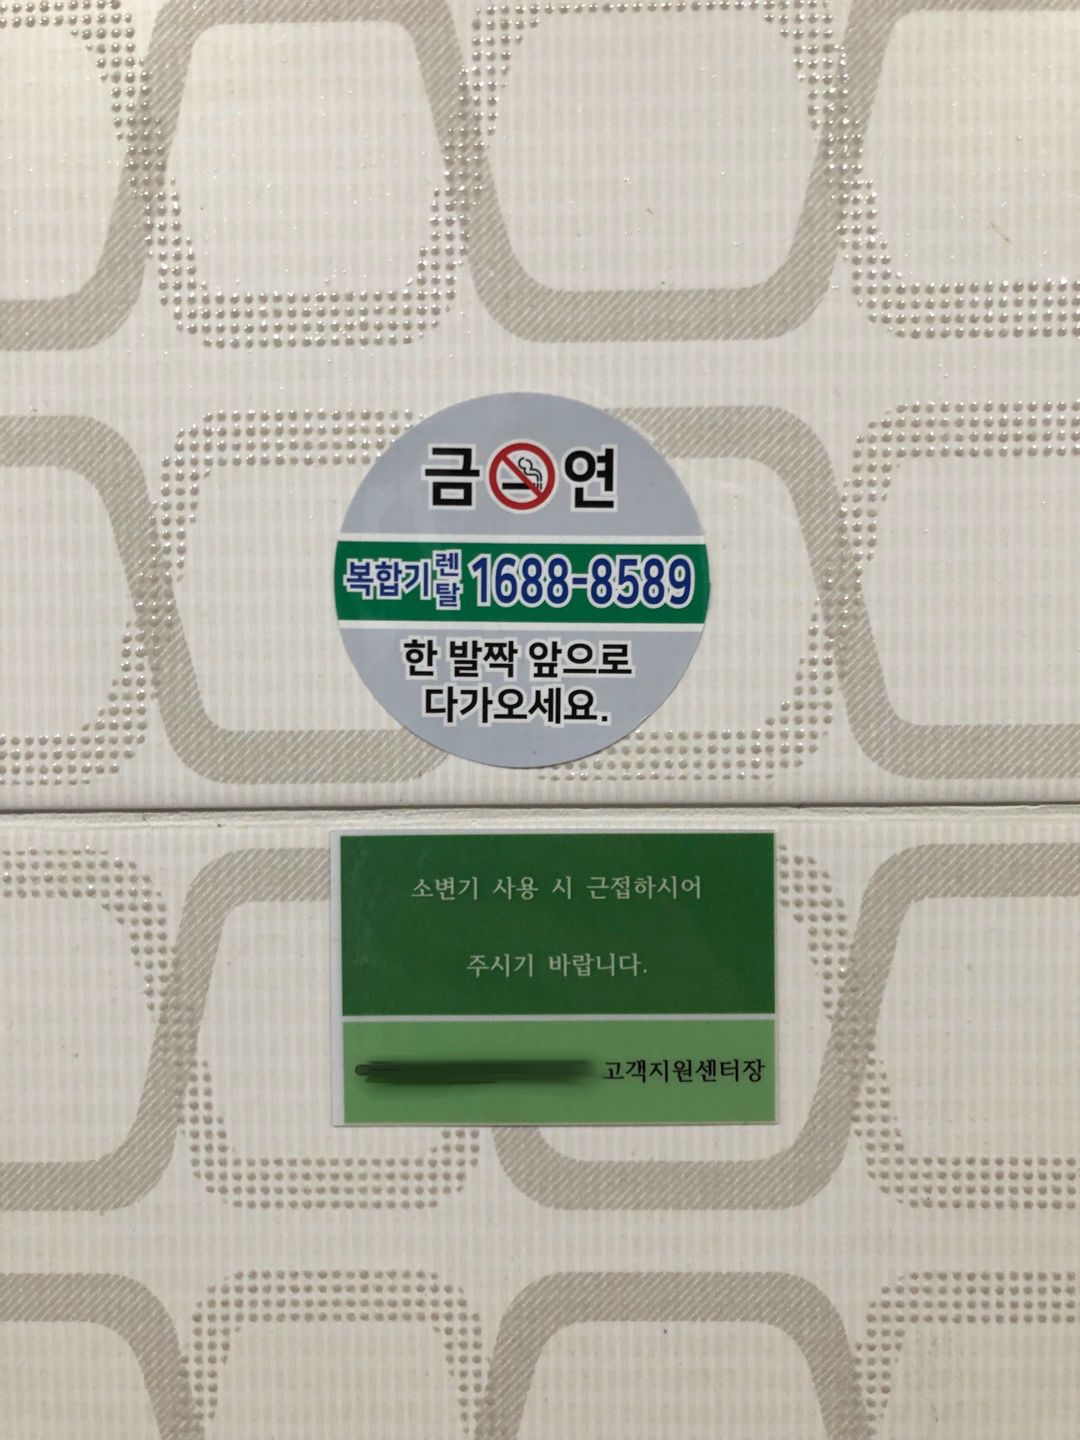 금연
복합기렌탈 1688-8589
한 발짝 앞으로
다가오세요.
소변기 사용 시 근접하시어
주시기 바랍니다.
고객지원센터장